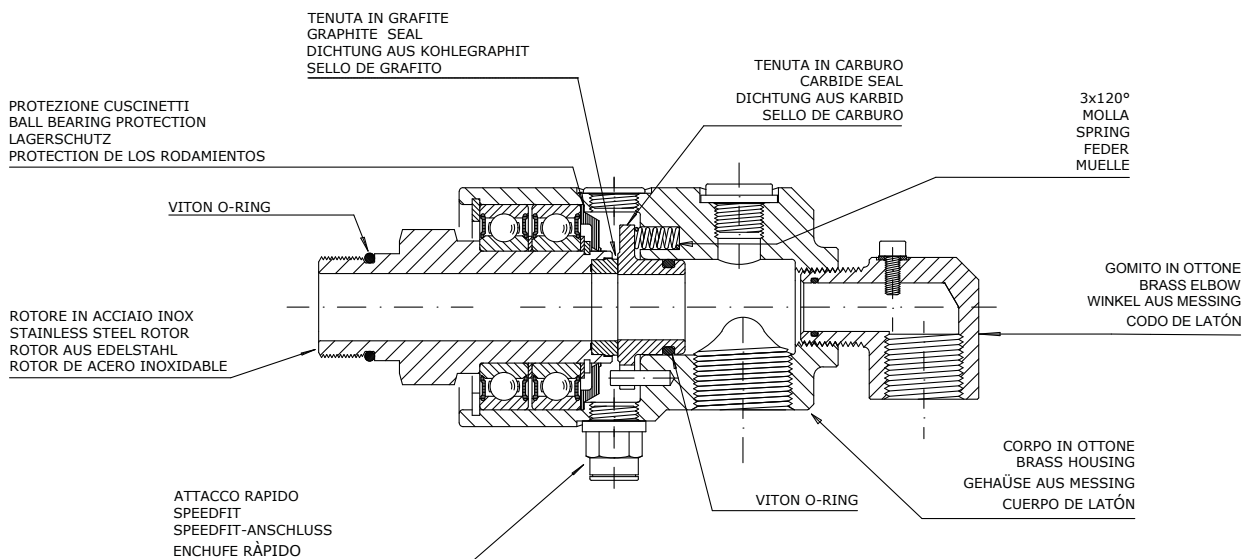 TENUTA IN GRAFITE
GRAPHITE SEAL
DICHTUNG AUS KOHLEGRAPHIT
SELLO DE GRAFITO
TENUTA IN CARBURO
CARBIDE SEAL
DICHTUNG AUS KARBID
SELLO DE CARBURO
3x120°
MOLLA
SPRING
FEDER
MUELLE
PROTEZIONE CUSCINETTI
BALL BEARING PROTECTION
LAGERSCHUTZ
PROTECTION DE LOS RODAMIENTOS
VITON O-RING
ROTORE IN ACCIAIO INOX
STAINLESS STEEL ROTOR
ROTOR AUS EDELSTAHL
ROTOR DE ACERO INOXIDABLE
GOMITO IN OTTONE
BRASS ELBOW
WINKEL AUS MESSING
CODO DE LATÓN
CORPO IN OTTONE
BRASS HOUSING
GEHAÜSE AUS MESSING
CUERPO DE LATÓN
VITON O-RING
ATTACCO RAPIDO
SPEEDFIT
SPEEDFIT-ANSCHLUSS
ENCHUFE RÀPIDO